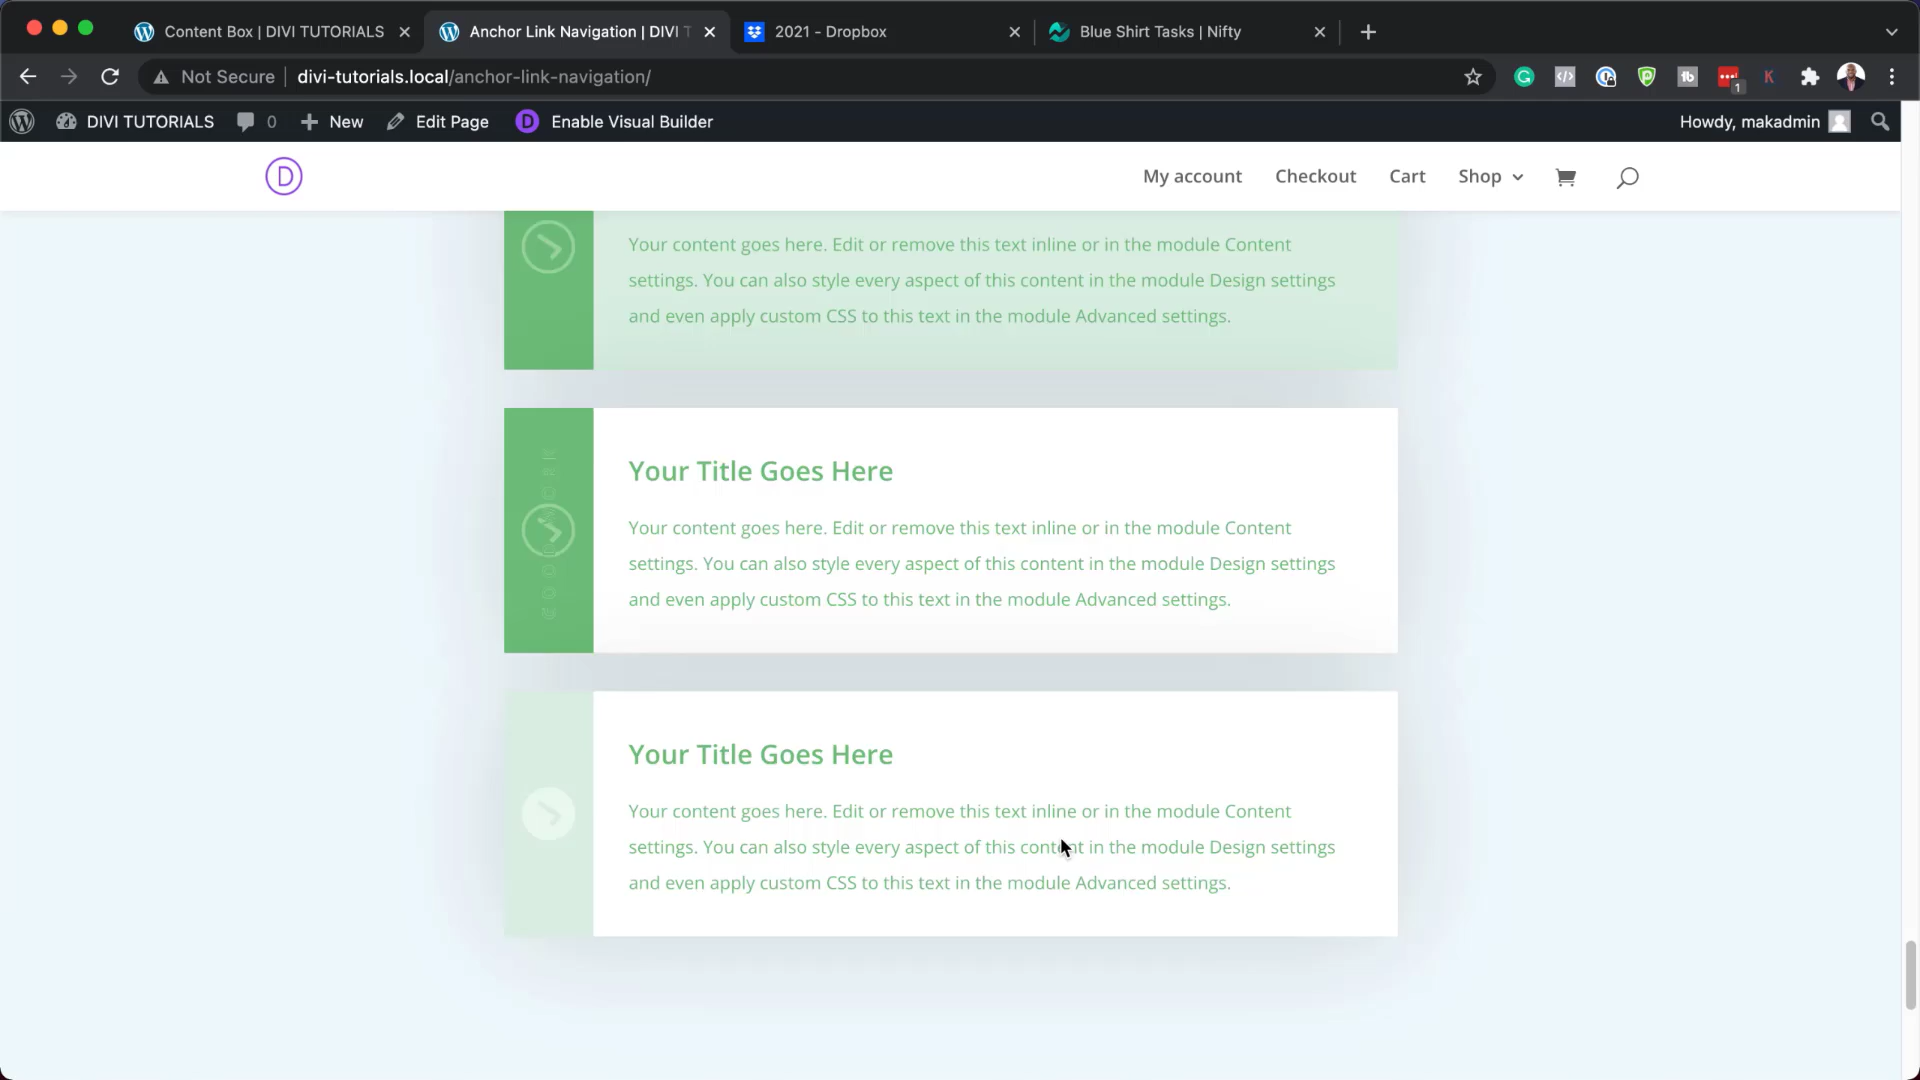 Content Box | DIVI TUTORIALS
Anchor Link Navigation | DIVI T
2021 - Dropbox
Blue Shirt Tasks | Nifty
Not Secure
divi-tutorials.local/anchor-link-navigation/
1
DIVI TUTORIALS
0
New
Edit Page
D
Enable Visual Builder
Howdy, makadmin
D
My account
Checkout
Cart
Shop
Your content goes here. Edit or remove this text inline or in the module Content
settings. You can also style every aspect of this content in the module Design settings
and even apply custom CSS to this text in the module Advanced settings.
GOOD WORK
Your Title Goes Here
Your content goes here. Edit or remove this text inline or in the module Content
settings. You can also style every aspect of this content in the module Design settings
and even apply custom CSS to this text in the module Advanced settings.
Your Title Goes Here
Your content goes here. Edit or remove this text inline or in the module Content
settings. You can also style every aspect of this content in the module Design settings
and even apply custom CSS to this text in the module Advanced settings.